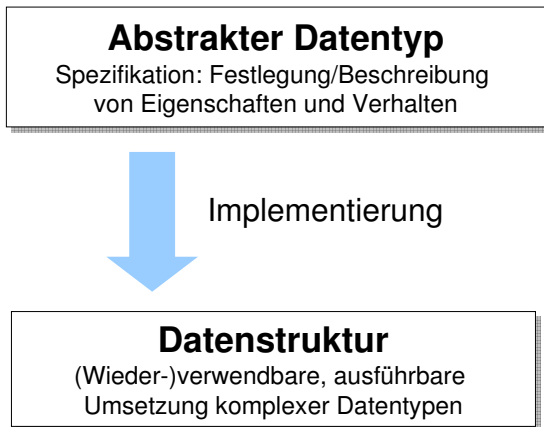 Abstrakter Datentyp
Spezifikation: Festlegung/Beschreibung
von Eigenschaften und Verhalten
Implementierung
Datenstruktur
(Wieder-)verwendbare, ausführbare
Umsetzung komplexer Datentypen